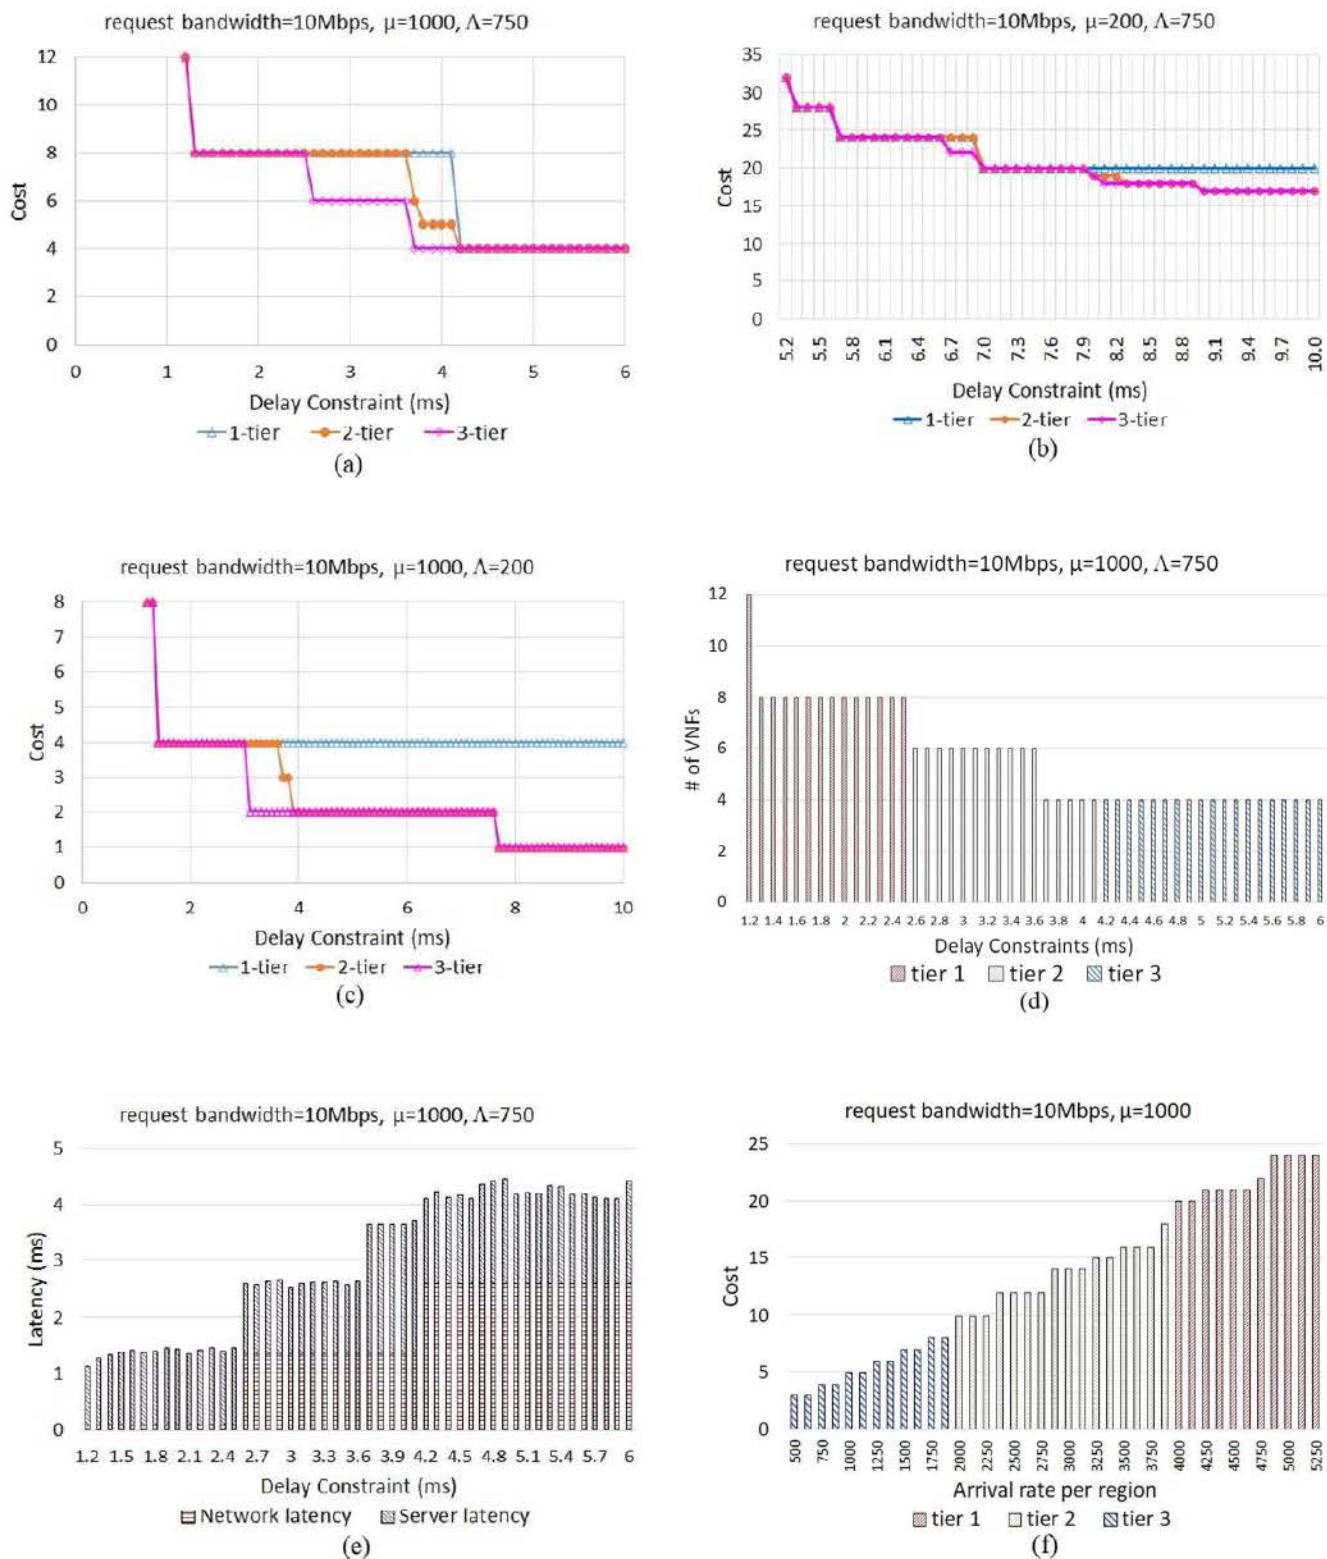 request bandwidth=10Mbps, μ=1000, Λ=750
12
10
8
6
4
2
0
Cost
0 1 2 3 4 5 6
Delay Constraint (ms)
1-tier 2-tier 3-tier
(a)
request bandwidth=10Mbps, μ=200, Λ=750
35
30
25
20
15
10
5
0
Cost
5.2 5.5 5.8 6.1 6.4 6.7 7.0 7.3 7.6 7.9 8.2 8.5 8.8 9.1 9.4 9.7 10.0
Delay Constraint (ms)
1-tier 2-tier 3-tier
(b)
request bandwidth=10Mbps, μ=1000, Λ=200
8
7
6
5
4
3
2
1
0
Cost
0 2 4 6 8 10
Delay Constraint (ms)
1-tier 2-tier 3-tier
(c)
request bandwidth=10Mbps, μ=1000, Λ=750
12
10
8
6
4
2
0
# of VNFs
1.2 1.4 1.6 1.8 2 2.2 2.4 2.6 2.8 3 3.2 3.4 3.6 3.8 4 4.2 4.4 4.6 4.8 5 5.2 5.4 5.6 5.8 6
Delay Constraints (ms)
tier 1 tier 2 tier 3
(d)
request bandwidth=10Mbps, μ=1000, Λ=750
5
4
3
2
1
0
Latency (ms)
1.2 1.5 1.8 2.1 2.4 2.7 3 3.3 3.6 3.9 4.2 4.5 4.8 5.1 5.4 5.7 6
Delay Constraint (ms)
Network latency Server latency
(e)
request bandwidth=10Mbps, μ=1000
25
20
15
10
5
0
Cost
500 750 1000 1250 1500 1750 2000 2250 2500 2750 3000 3250 3500 3750 4000 4250 4500 4750 5000 5250
Arrival rate per region
tier 1 tier 2 tier 3
(f)